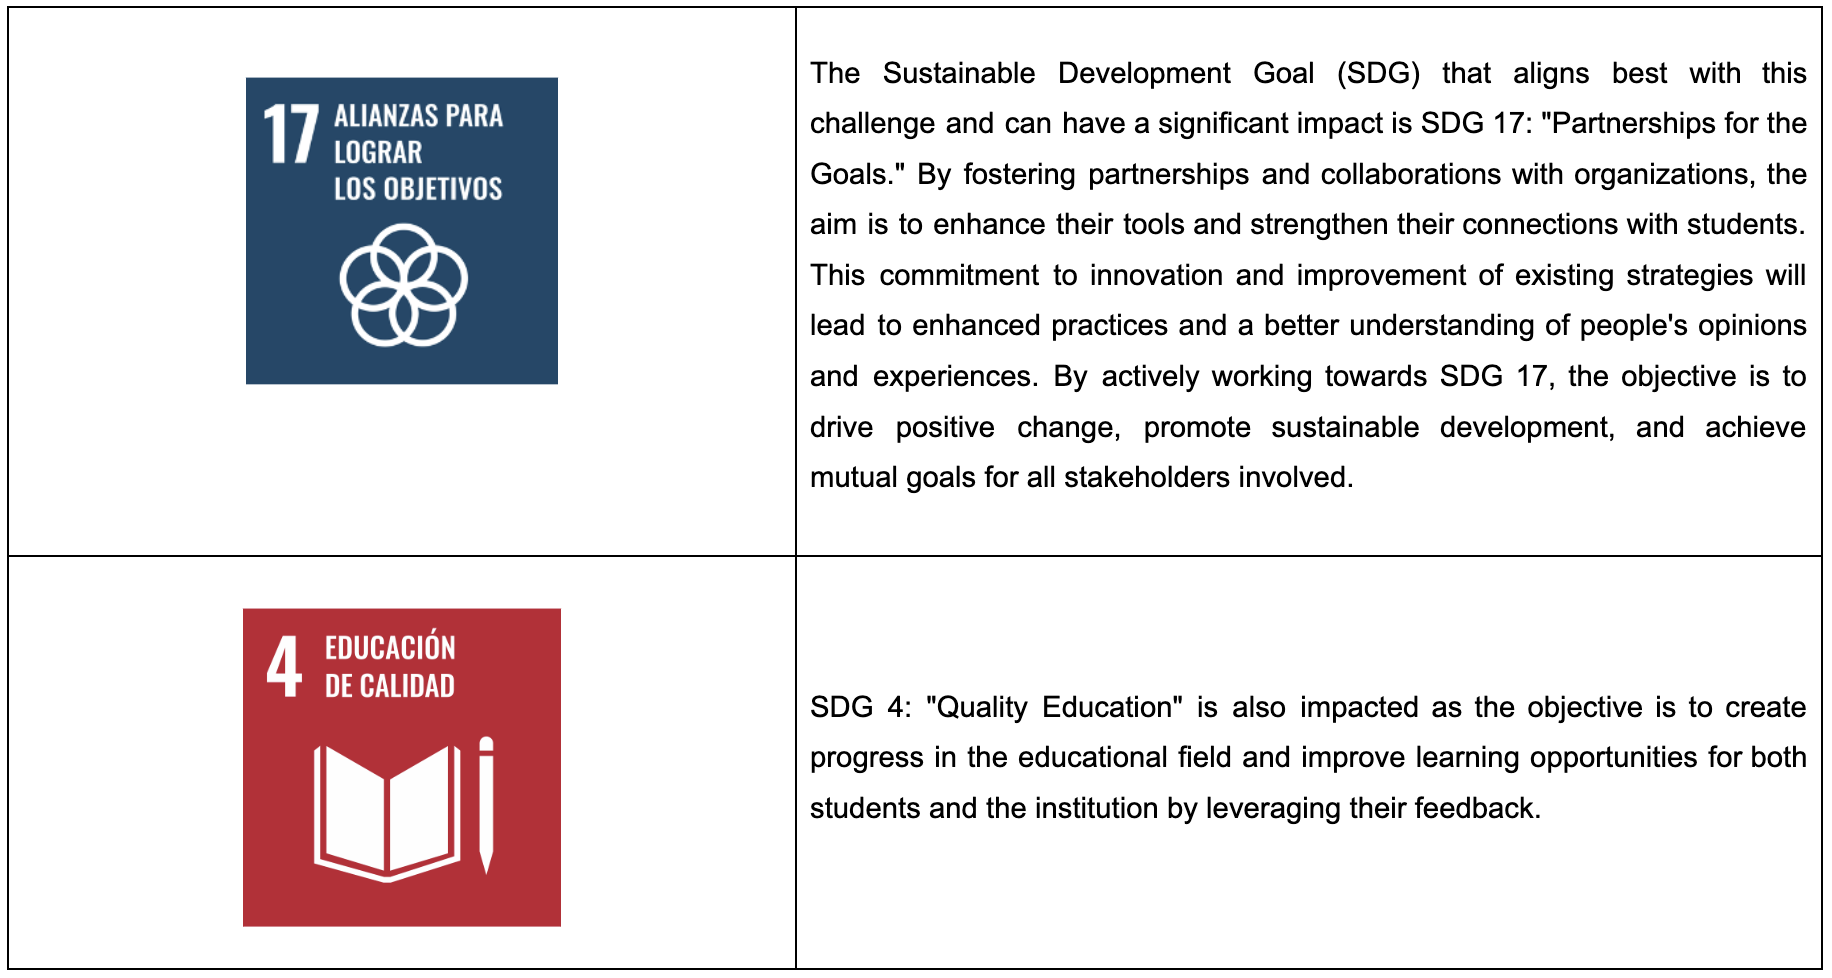 17 ALIANZAS PARA
LOGRAR
LOS OBJETIVOS
The Sustainable Development Goal (SDG) that aligns best with this
challenge and can have a significant impact is SDG 17: "Partnerships for the
Goals." By fostering partnerships and collaborations with organizations, the
aim is to enhance their tools and strengthen their connections with students.
This commitment to innovation and improvement of existing strategies will
lead to enhanced practices and a better understanding of people's opinions
and experiences. By actively working towards SDG 17, the objective is to
drive positive change, promote sustainable development, and achieve
mutual goals for all stakeholders involved.
4 EDUCACIÓN
DE CALIDAD
SDG 4: "Quality Education" is also impacted as the objective is to create
progress in the educational field and improve learning opportunities for both
students and the institution by leveraging their feedback.